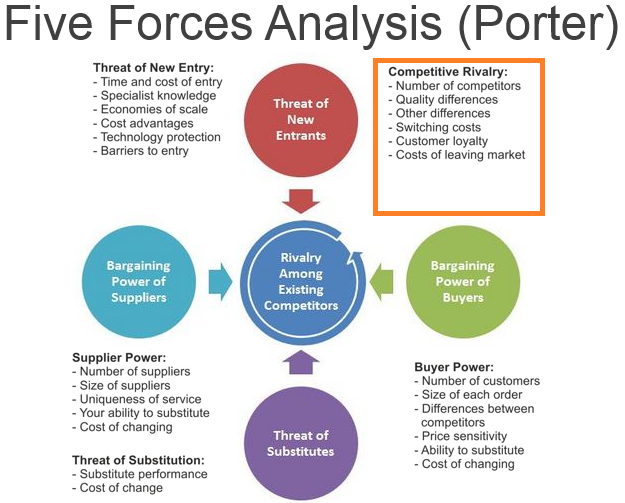 Five Forces Analysis (Porter)
Threat of New Entry:
- Time and cost of entry
- Specialist knowledge
- Economies of scale
- Cost advantages
- Technology protection
- Barriers to entry
Threat of
New
Entrants
Competitive Rivalry:
- Number of competitors
- Quality differences
- Other differences
- Switching costs
- Customer loyalty
- Costs of leaving market
Bargaining
Power of
Suppliers
Rivalry
Among
Existing
Competitors
Bargaining
Power of
Buyers
Supplier Power:
- Number of suppliers
- Size of suppliers
- Uniqueness of service
- Your ability to substitute
- Cost of changing
Threat of Substitution:
- Substitute performance
- Cost of change
Threat of
Substitutes
Buyer Power:
- Number of customers
- Size of each order
- Differences between
competitors
- Price sensitivity
- Ability to substitute
- Cost of changing